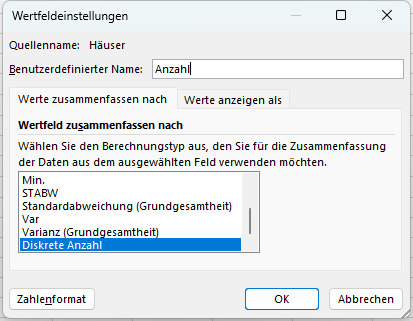 Wertfeldeinstellungen
Quellenname: Häuser
Benutzerdefinierter Name: Anzahl
Werte zusammenfassen nach Werte anzeigen als
Wertfeld zusammenfassen nach
Wählen Sie den Berechnungstyp aus, den Sie für die Zusammenfassung
der Daten aus dem ausgewählten Feld verwenden möchten.
Min.
STABW
Standardabweichung (Grundgesamtheit)
Var
Varianz (Grundgesamtheit)
Diskrete Anzahl
Zahlenformat OK Abbrechen